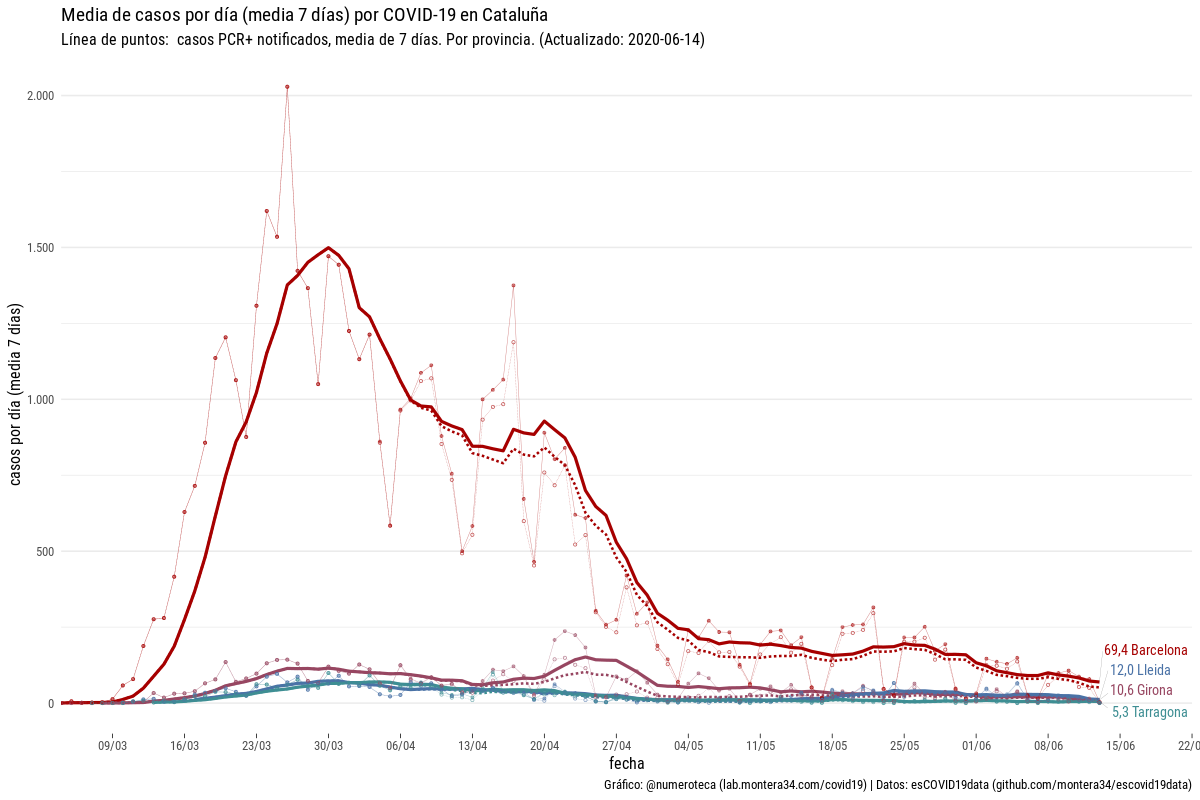 Media de casos por día (media 7 días) por COVID-19 en Cataluña
Línea de puntos:  casos PCR+ notificados, media de 7 días. Por provincia. (Actualizado: 2020-06-14)
casos por día (media 7 días)
2.000
1.500
1.000
500
0
69,4 Barcelona
12,0 Lleida
10,6 Girona
5,3 Tarragona
09/03 16/03 23/03 30/03 06/04 13/04 20/04 27/04 04/05 11/05 18/05 25/05 01/06 08/06 15/06 22/0
fecha
Gráfico: @numeroteca (lab.montera34.com/covid19) | Datos: esCOVID19data (github.com/montera34/escovid19data)